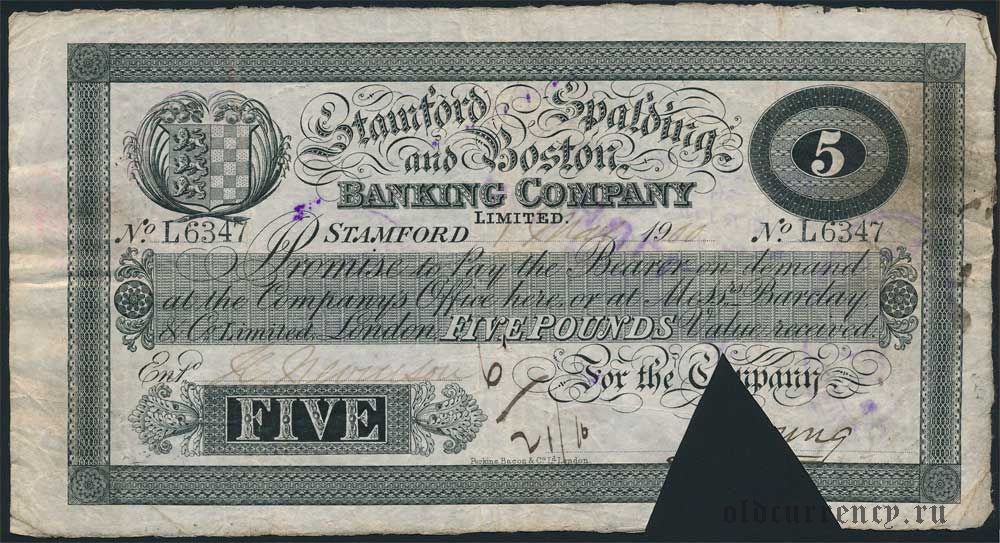 Stamford Spalding
and Boston
BANKING COMPANY
LIMITED.
5
No. L6347 No. L6347
STAMFORD 19
I Promise to Pay the Bearer on demand
at the Company's Office here, or at Messrs. Barclay
& Co Limited, London FIVE POUNDS Value received.
Entd.
For the Company
FIVE
21/
Perkins, Bacon & Co. Ld. London.
oldcurrency.ru